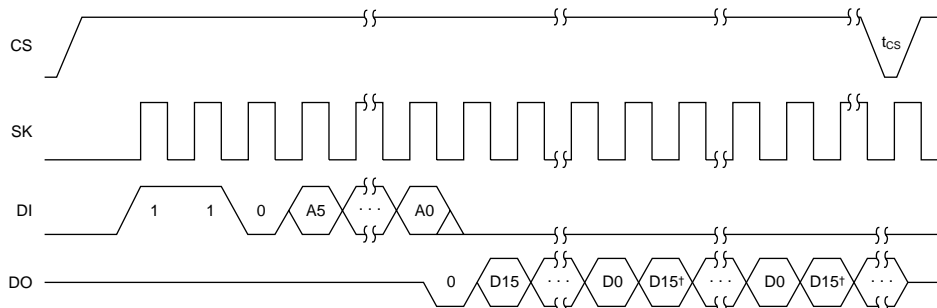 CS tCS
SK
DI 1 1 0 A5 · · · A0
DO 0 D15 · · · D0 D15† · · · D0 D15† · · ·